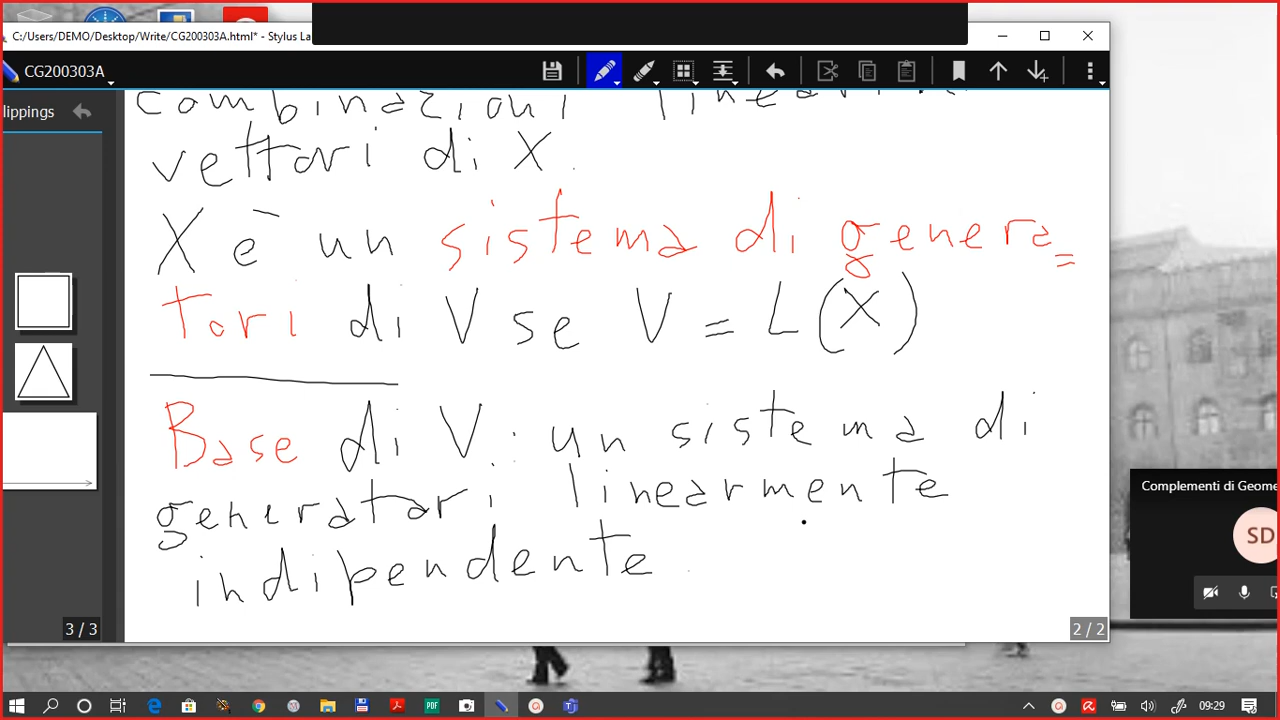 C:/Users/DEMO/Desktop/Write/CG200303A.html* - Stylus La
CG200303A
lippings
combinazioni
vettori di X.
X è un sistema di genera=
tori di V se V = L(X)
Base di V: un sistema di
generatori linearmente
indipendente
3 / 3
2 / 2
Complementi di Geome
SD
09:29